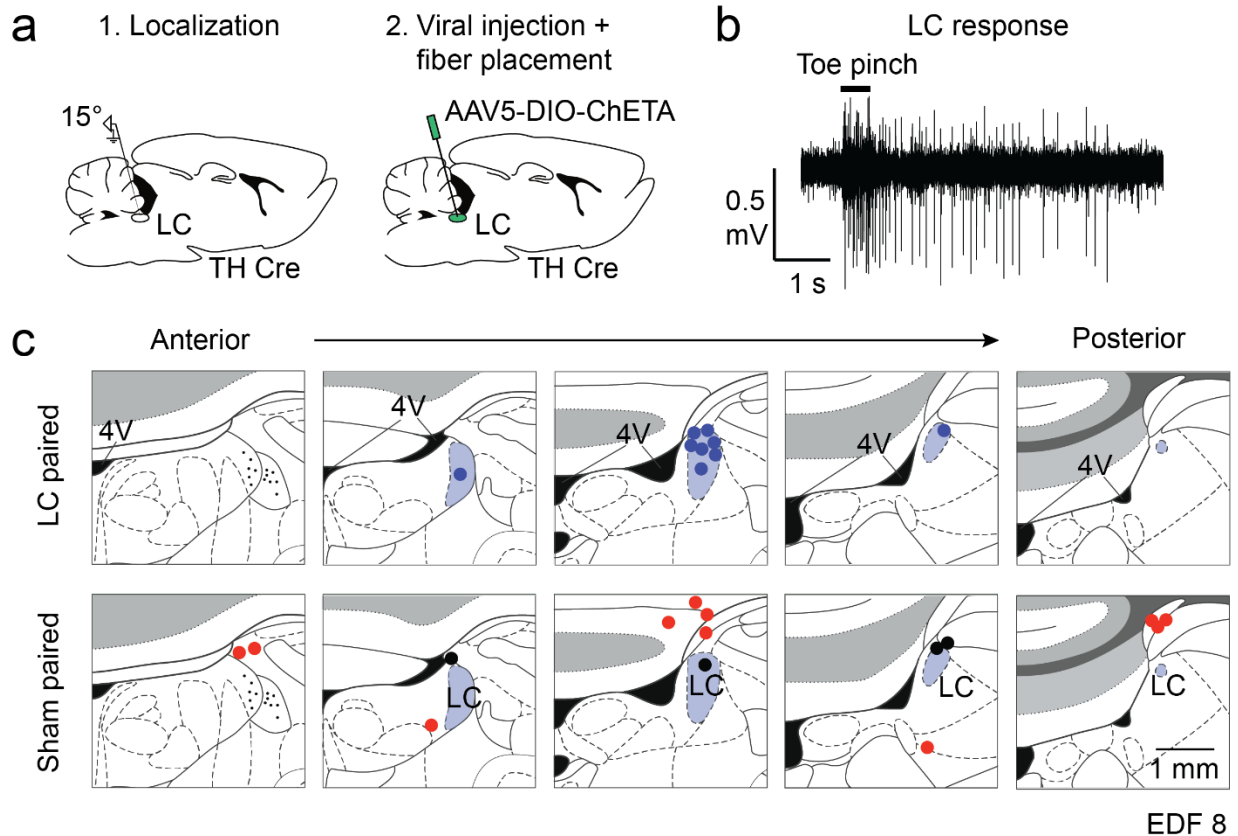 a
1. Localization
2. Viral injection +
fiber placement
15°
AAV5-DIO-ChETA
LC
TH Cre
LC
TH Cre
b
LC response
Toe pinch
0.5
mV
1 s
c
Anterior
Posterior
LC paired
4V
4V
4V
4V
4V
Sham paired
LC
LC
LC
LC
1 mm
EDF 8